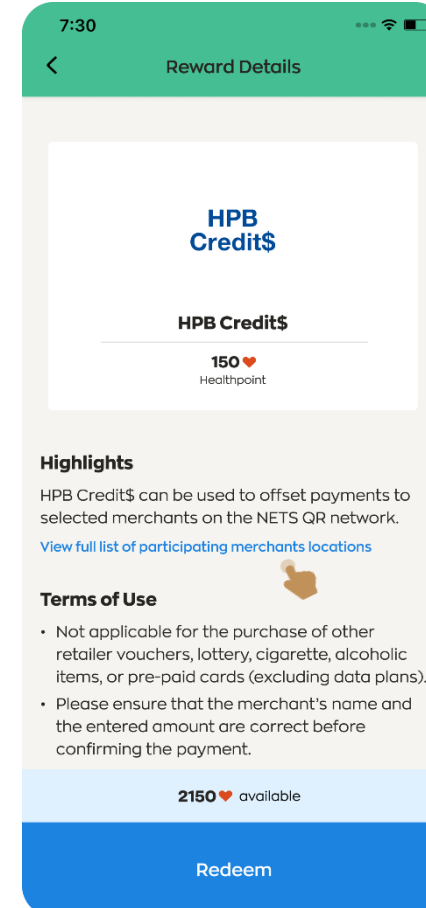 7:30
Reward Details
HPB
Credit$
HPB Credit$
150
Healthpoint
Highlights
HPB Credit$ can be used to offset payments to
selected merchants on the NETS QR network.
View full list of participating merchants locations
Terms of Use
• Not applicable for the purchase of other
retailer vouchers, lottery, cigarette, alcoholic
items, or pre-paid cards (excluding data plans).
• Please ensure that the merchant's name and
the entered amount are correct before
confirming the payment.
2150 available
Redeem